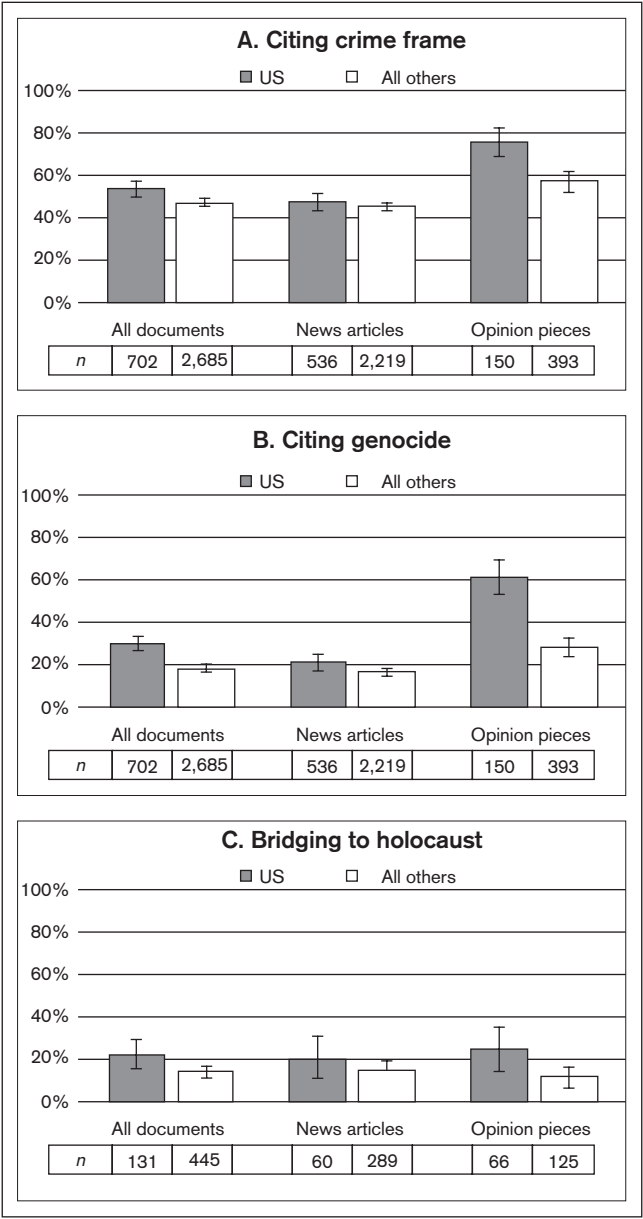 A. Citing crime frame
US All others
100%
80%
60%
40%
20%
0%
All documents News articles Opinion pieces
n 702 2,685 536 2,219 150 393
B. Citing genocide
US All others
100%
80%
60%
40%
20%
0%
All documents News articles Opinion pieces
n 702 2,685 536 2,219 150 393
C. Bridging to holocaust
US All others
100%
80%
60%
40%
20%
0%
All documents News articles Opinion pieces
n 131 445 60 289 66 125